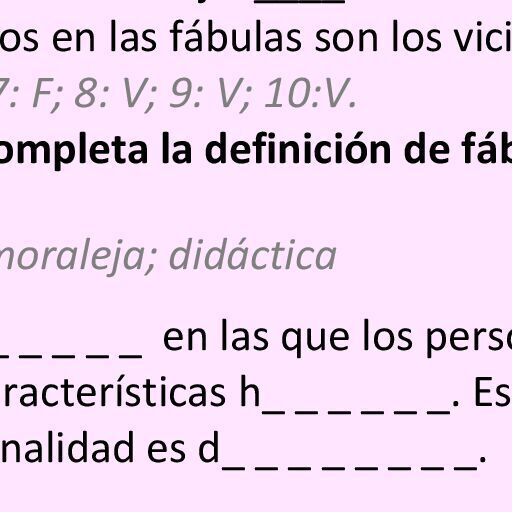 os en las fábulas son los vici
7: F; 8: V; 9: V; 10:V.
ompleta la definición de fáb
moraleja; didáctica
_ _ _ _ _ en las que los perso
racterísticas h_ _ _ _ _ _. Es
nalidad es d_ _ _ _ _ _ _ _.